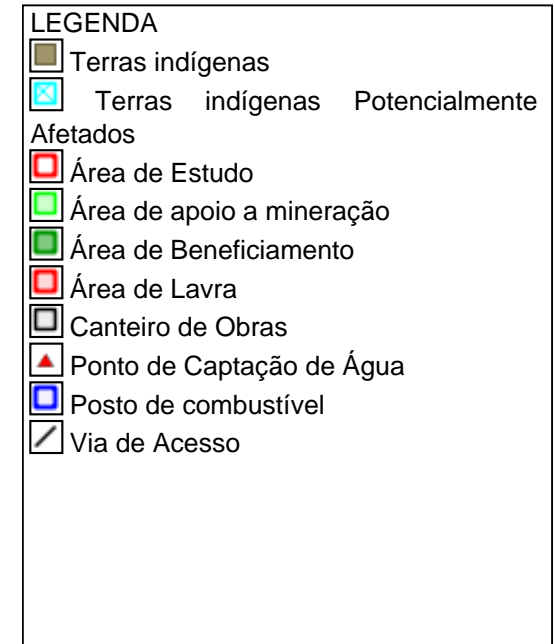 LEGENDA
Terras indígenas
Terras indígenas Potencialmente
Afetados
Área de Estudo
Área de apoio a mineração
Área de Beneficiamento
Área de Lavra
Canteiro de Obras
Ponto de Captação de Água
Posto de combustível
Via de Acesso